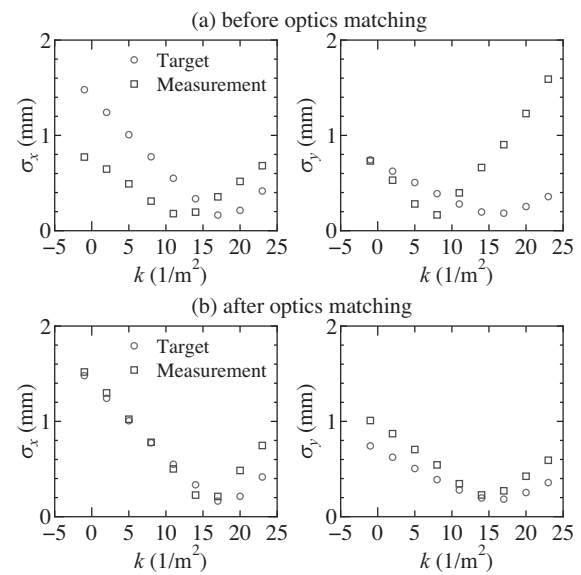 (a) before optics matching
2
1
0
σx (mm)
Target
Measurement
−5 0 5 10 15 20 25
k (1/m²)
2
1
0
σy (mm)
−5 0 5 10 15 20 25
k (1/m²)
(b) after optics matching
2
1
0
σx (mm)
Target
Measurement
−5 0 5 10 15 20 25
k (1/m²)
2
1
0
σy (mm)
−5 0 5 10 15 20 25
k (1/m²)